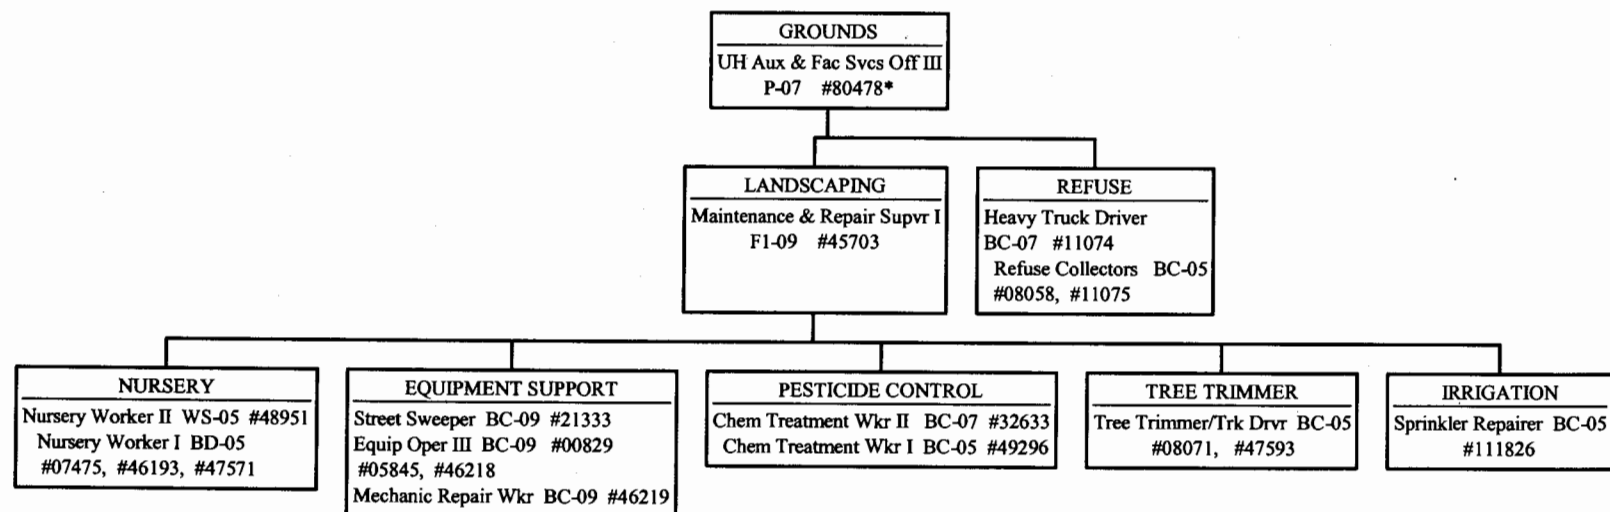 GROUNDS
UH Aux & Fac Svcs Off III
P-07 #80478*
LANDSCAPING
Maintenance & Repair Supvr I
F1-09 #45703
REFUSE
Heavy Truck Driver
BC-07 #11074
Refuse Collectors BC-05
#08058, #11075
NURSERY
Nursery Worker II WS-05 #48951
Nursery Worker I BD-05
#07475, #46193, #47571
EQUIPMENT SUPPORT
Street Sweeper BC-09 #21333
Equip Oper III BC-09 #00829
#05845, #46218
Mechanic Repair Wkr BC-09 #46219
PESTICIDE CONTROL
Chem Treatment Wkr II BC-07 #32633
Chem Treatment Wkr I BC-05 #49296
TREE TRIMMER
Tree Trimmer/Trk Drvr BC-05
#08071, #47593
IRRIGATION
Sprinkler Repairer BC-05
#111826